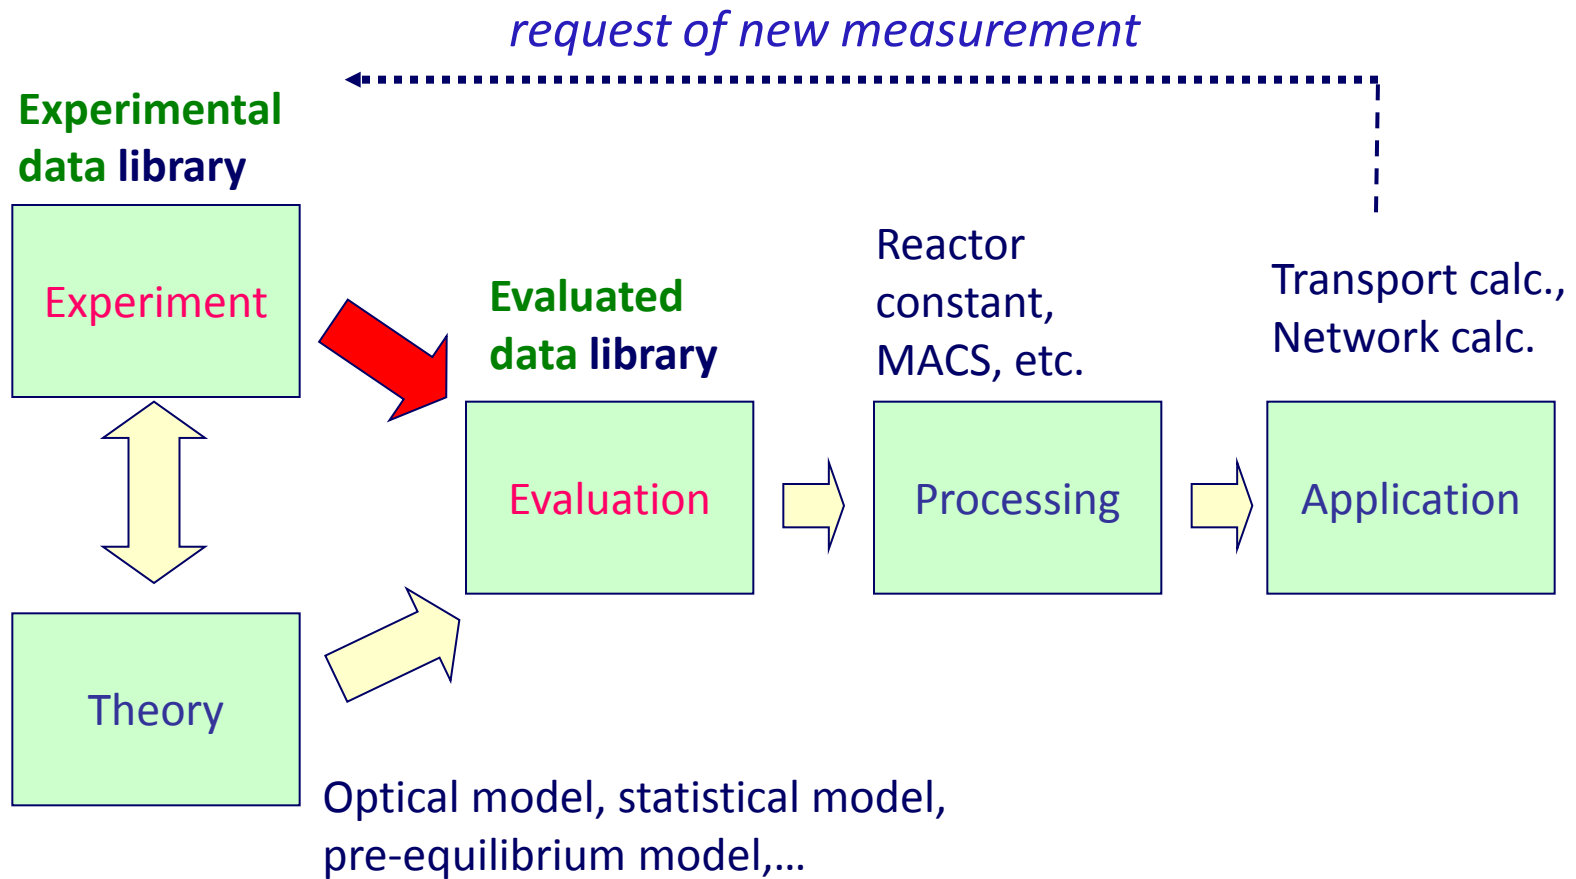 request of new measurement
Experimental
data library
Experiment
Evaluated
data library
Reactor
constant,
MACS, etc.
Transport calc.,
Network calc.
Evaluation
Processing
Application
Theory
Optical model, statistical model,
pre-equilibrium model,...